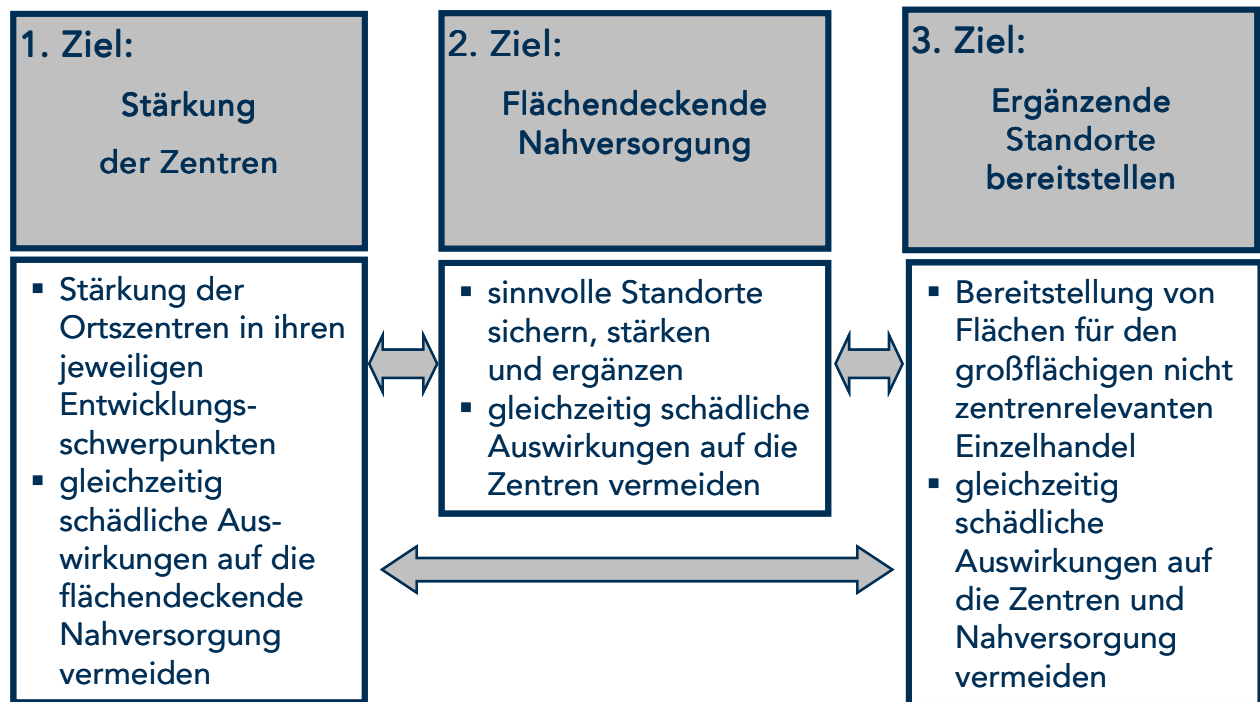 1. Ziel:
Stärkung
der Zentren
▪ Stärkung der
Ortszentren in ihren
jeweiligen
Entwicklungs-
schwerpunkten
▪ gleichzeitig
schädliche Aus-
wirkungen auf die
flächendeckende
Nahversorgung
vermeiden
2. Ziel:
Flächendeckende
Nahversorgung
▪ sinnvolle Standorte
sichern, stärken
und ergänzen
▪ gleichzeitig schädliche
Auswirkungen auf die
Zentren vermeiden
3. Ziel:
Ergänzende
Standorte
bereitstellen
▪ Bereitstellung von
Flächen für den
großflächigen nicht
zentrenrelevanten
Einzelhandel
▪ gleichzeitig
schädliche
Auswirkungen auf
die Zentren und
Nahversorgung
vermeiden